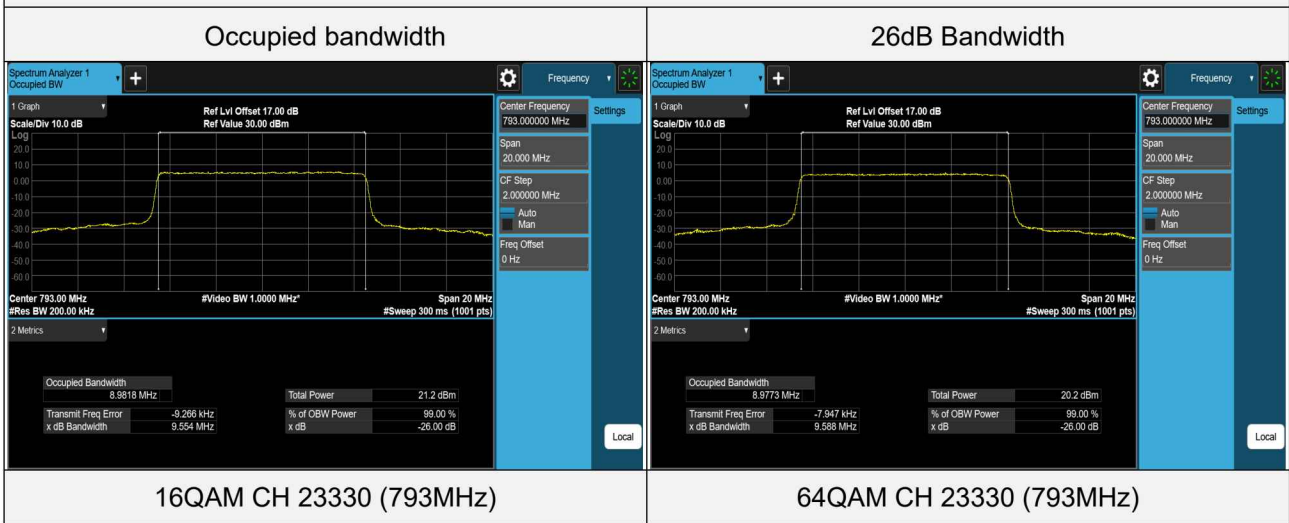 Occupied bandwidth
26dB Bandwidth
Spectrum Analyzer 1
Occupied BW
+
Frequency
1 Graph
Scale/Div 10.0 dB
Ref Lvl Offset 17.00 dB
Ref Value 30.00 dBm
Log
20.0
10.0
0.00
-10.0
-20.0
-30.0
-40.0
-50.0
-60.0
Center 793.00 MHz
#Video BW 1.0000 MHz*
Span 20 MHz
#Res BW 200.00 kHz
#Sweep 300 ms (1001 pts)
2 Metrics
Occupied Bandwidth
8.9818 MHz
Total Power 21.2 dBm
Transmit Freq Error -9.266 kHz
% of OBW Power 99.00 %
x dB Bandwidth 9.554 MHz
x dB -26.00 dB
Center Frequency
793.000000 MHz
Settings
Span
20.000 MHz
CF Step
2.000000 MHz
Auto
Man
Freq Offset
0 Hz
Local
Spectrum Analyzer 1
Occupied BW
+
Frequency
1 Graph
Scale/Div 10.0 dB
Ref Lvl Offset 17.00 dB
Ref Value 30.00 dBm
Log
20.0
10.0
0.00
-10.0
-20.0
-30.0
-40.0
-50.0
-60.0
Center 793.00 MHz
#Video BW 1.0000 MHz*
Span 20 MHz
#Res BW 200.00 kHz
#Sweep 300 ms (1001 pts)
2 Metrics
Occupied Bandwidth
8.9773 MHz
Total Power 20.2 dBm
Transmit Freq Error -7.947 kHz
% of OBW Power 99.00 %
x dB Bandwidth 9.588 MHz
x dB -26.00 dB
Center Frequency
793.000000 MHz
Settings
Span
20.000 MHz
CF Step
2.000000 MHz
Auto
Man
Freq Offset
0 Hz
Local
16QAM CH 23330 (793MHz)
64QAM CH 23330 (793MHz)